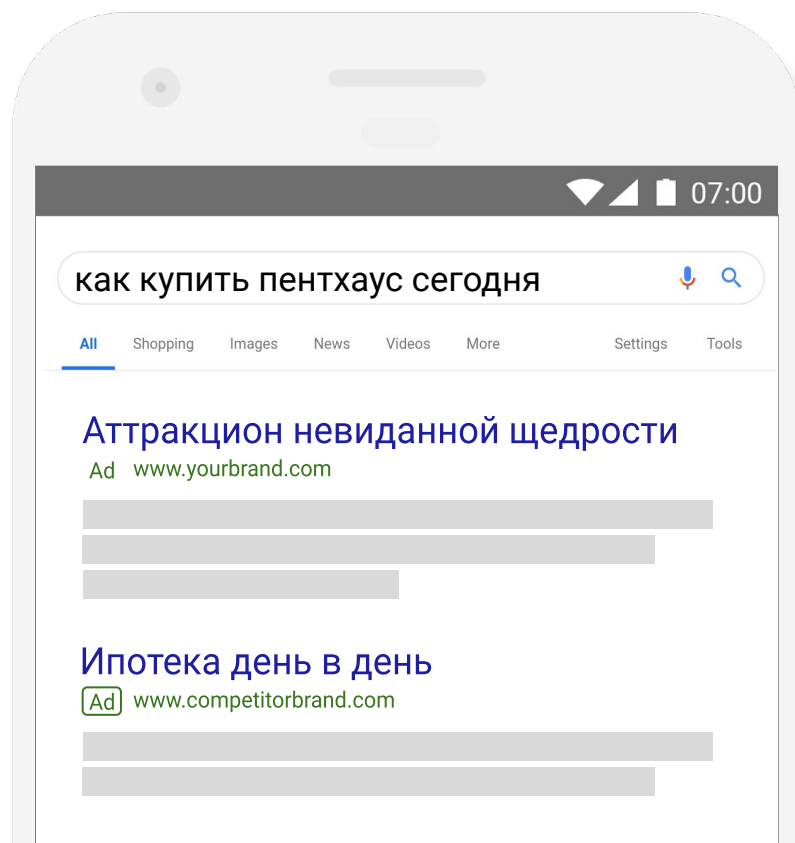 07:00
как купить пентхаус сегодня
All Shopping Images News Videos More Settings Tools
Аттракцион невиданной щедрости
Ad www.yourbrand.com
Ипотека день в день
Ad www.competitorbrand.com